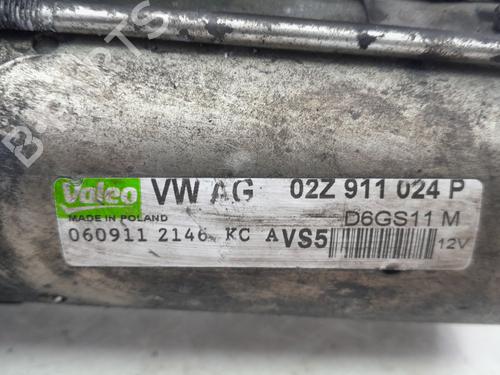 Valeo VW AG 02Z 911 024 P
MADE IN POLAND D6GS11 M
060911 2146 KC A VS5 12V